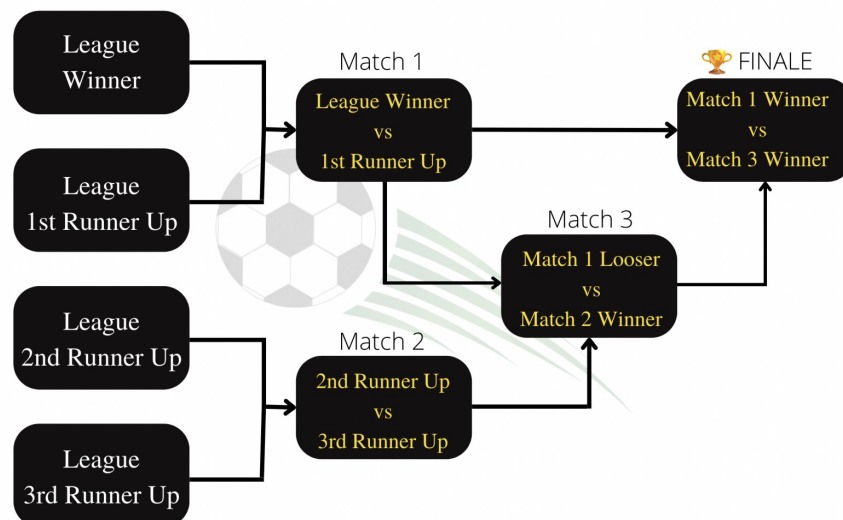 League
Winner
League
1st Runner Up
League
2nd Runner Up
League
3rd Runner Up
Match 1
League Winner
vs
1st Runner Up
Match 2
2nd Runner Up
vs
3rd Runner Up
Match 3
Match 1 Looser
vs
Match 2 Winner
🏆 FINALE
Match 1 Winner
vs
Match 3 Winner